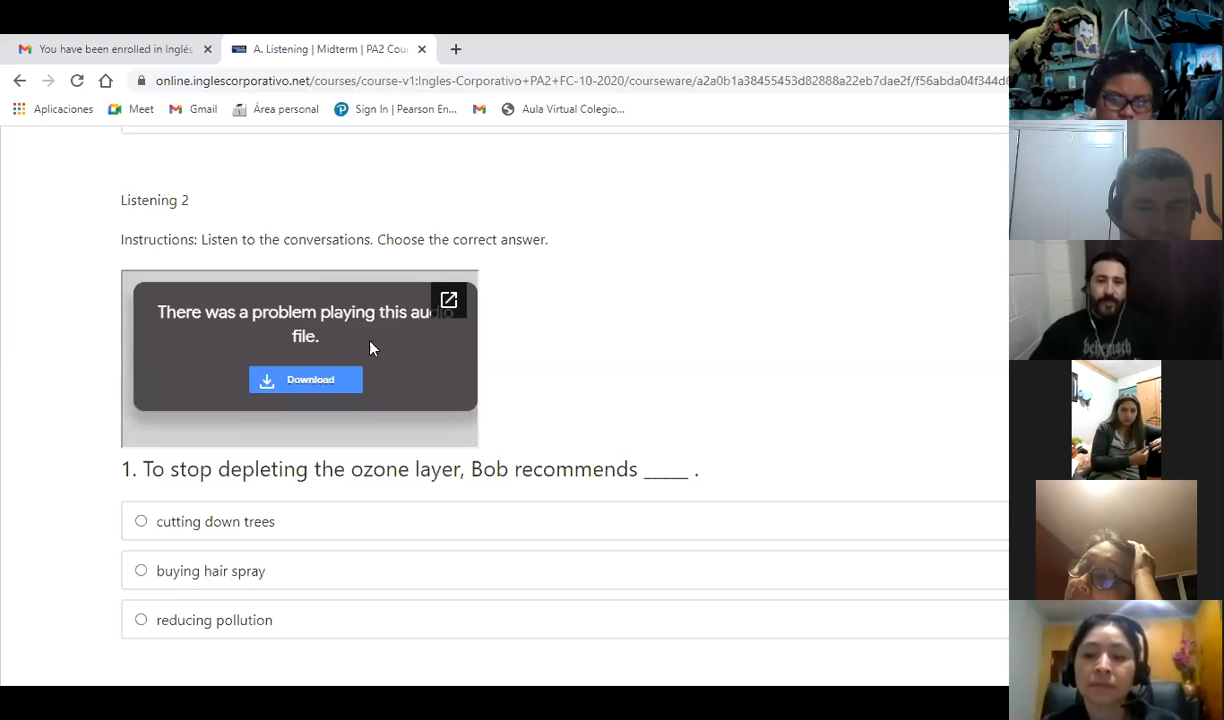 You have been enrolled in Inglés
A. Listening | Midterm | PA2 Cou
online.inglescorporativo.net/courses/course-v1:Ingles-Corporativo+PA2+FC-10-2020/courseware/a2a0b1a38455453d82888a22eb7dae2f/f56abda04f344d
Aplicaciones
Meet
Gmail
Área personal
Sign In | Pearson En...
Aula Virtual Colegio...
Listening 2
Instructions: Listen to the conversations. Choose the correct answer.
There was a problem playing this audio
file.
Download
1. To stop depleting the ozone layer, Bob recommends _____ .
cutting down trees
buying hair spray
reducing pollution
behemoth